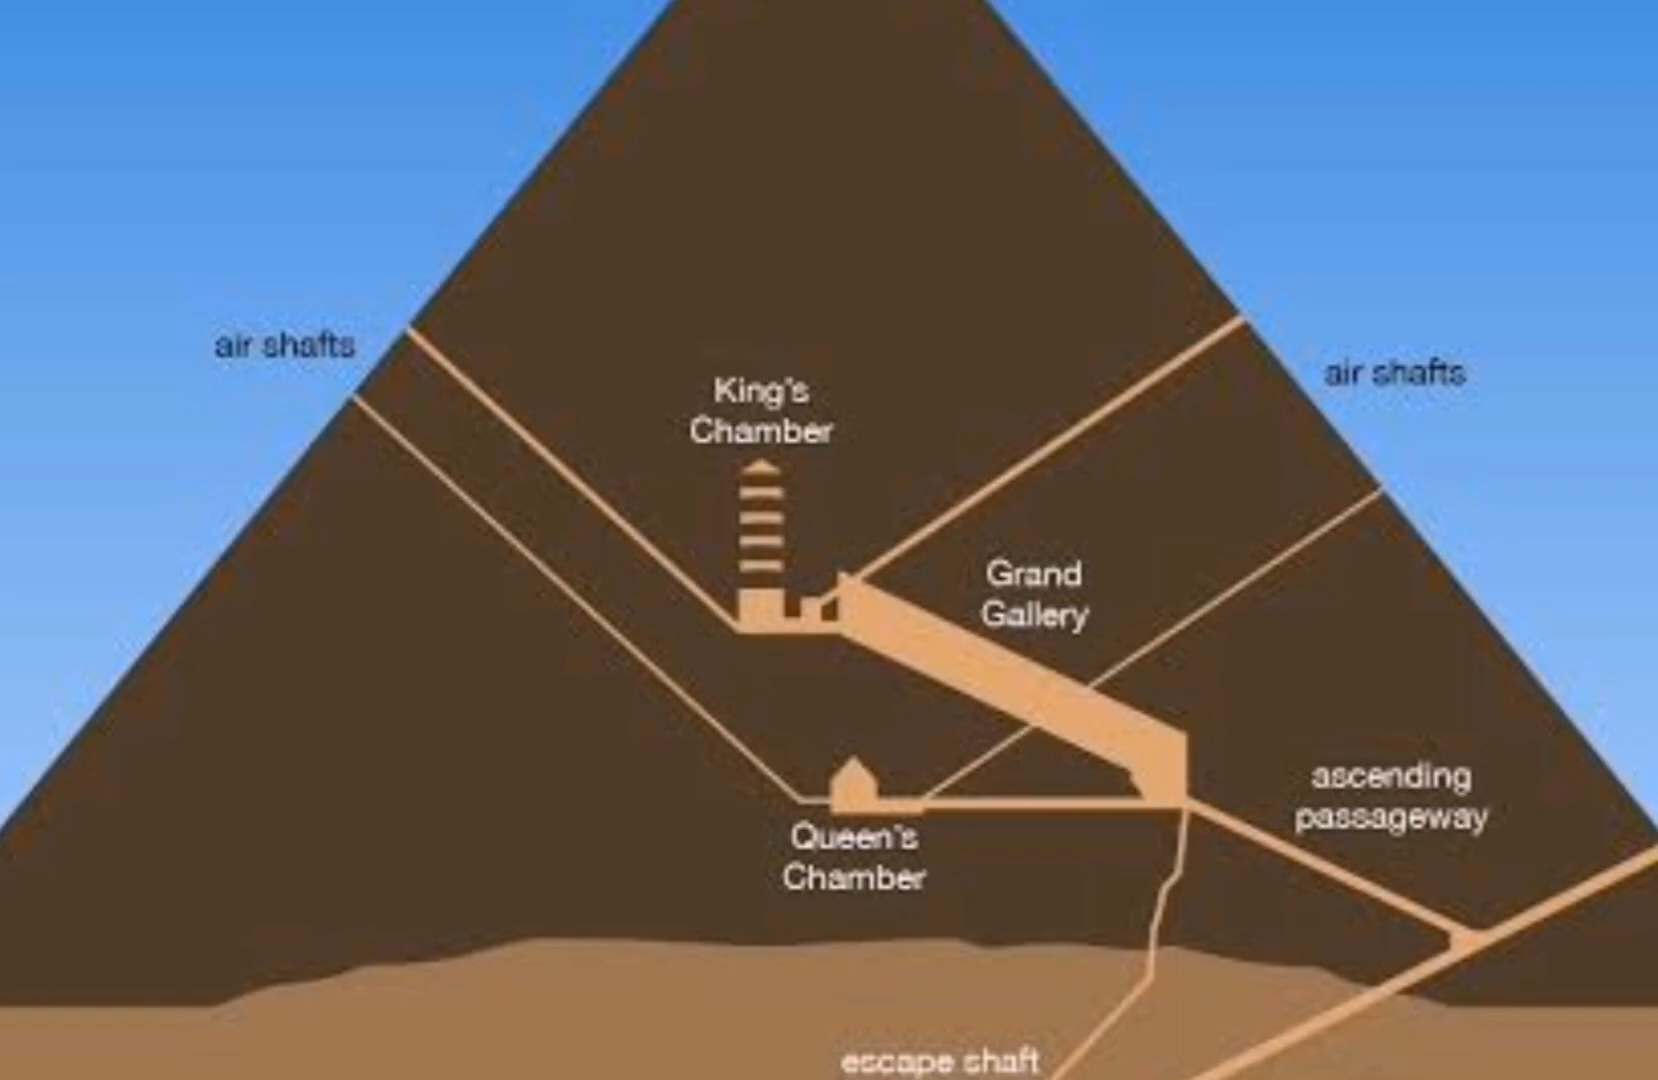 air shafts
King's
Chamber
air shafts
Grand
Gallery
ascending
passageway
Queen's
Chamber
escape shaft